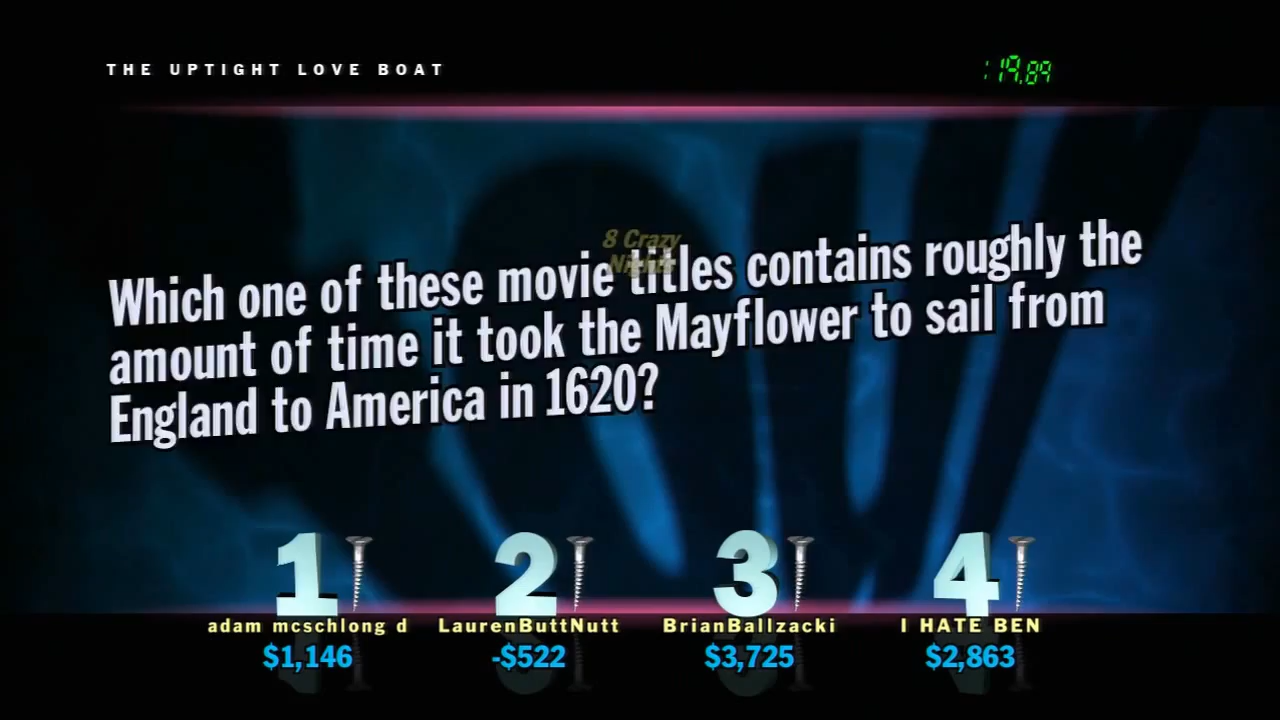 THE UPTIGHT LOVE BOAT
:19.89
8 Crazy
Which one of these movie titles contains roughly the
amount of time it took the Mayflower to sail from
England to America in 1620?
1 2 3 4
adam mcschlong d LaurenButtNutt BrianBallzacki I HATE BEN
$1,146 -$522 $3,725 $2,863